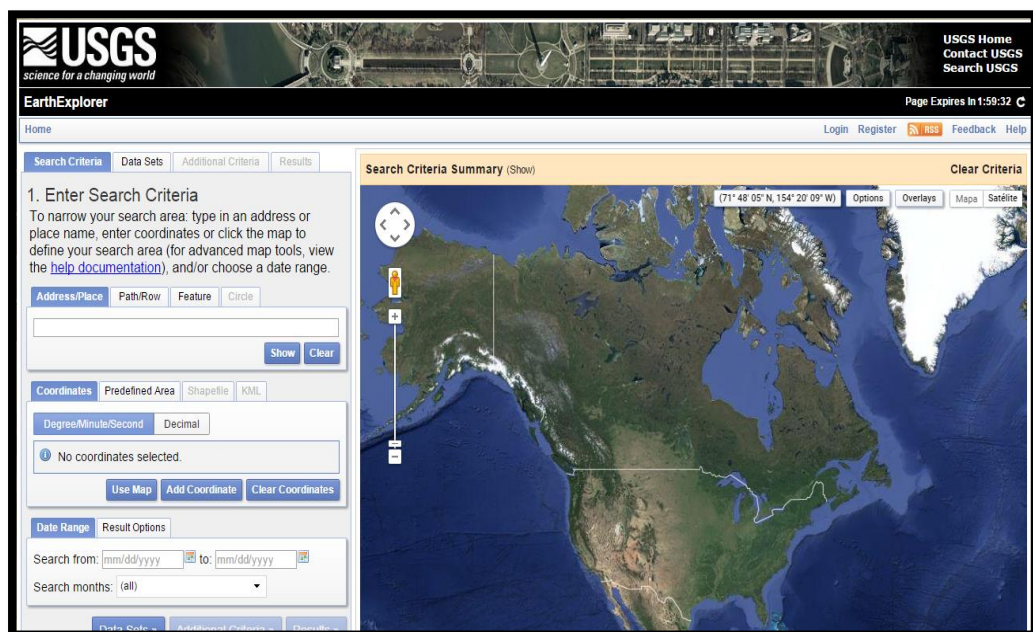 USGS
science for a changing world
USGS Home
Contact USGS
Search USGS
EarthExplorer
Page Expires In 1:59:32
Home
Login Register RSS Feedback Help
Search Criteria Data Sets Additional Criteria Results
1. Enter Search Criteria
To narrow your search area: type in an address or
place name, enter coordinates or click the map to
define your search area (for advanced map tools, view
the help documentation), and/or choose a date range.
Address/Place Path/Row Feature Circle
Show Clear
Coordinates Predefined Area Shapefile KML
Degree/Minute/Second Decimal
No coordinates selected.
Use Map Add Coordinate Clear Coordinates
Date Range Result Options
Search from: mm/dd/yyyy to: mm/dd/yyyy
Search months: (all)
Data Sets » Additional Criteria » Results »
Search Criteria Summary (Show) Clear Criteria
(71° 48' 05" N, 154° 20' 09" W) Options Overlays Mapa Satélite